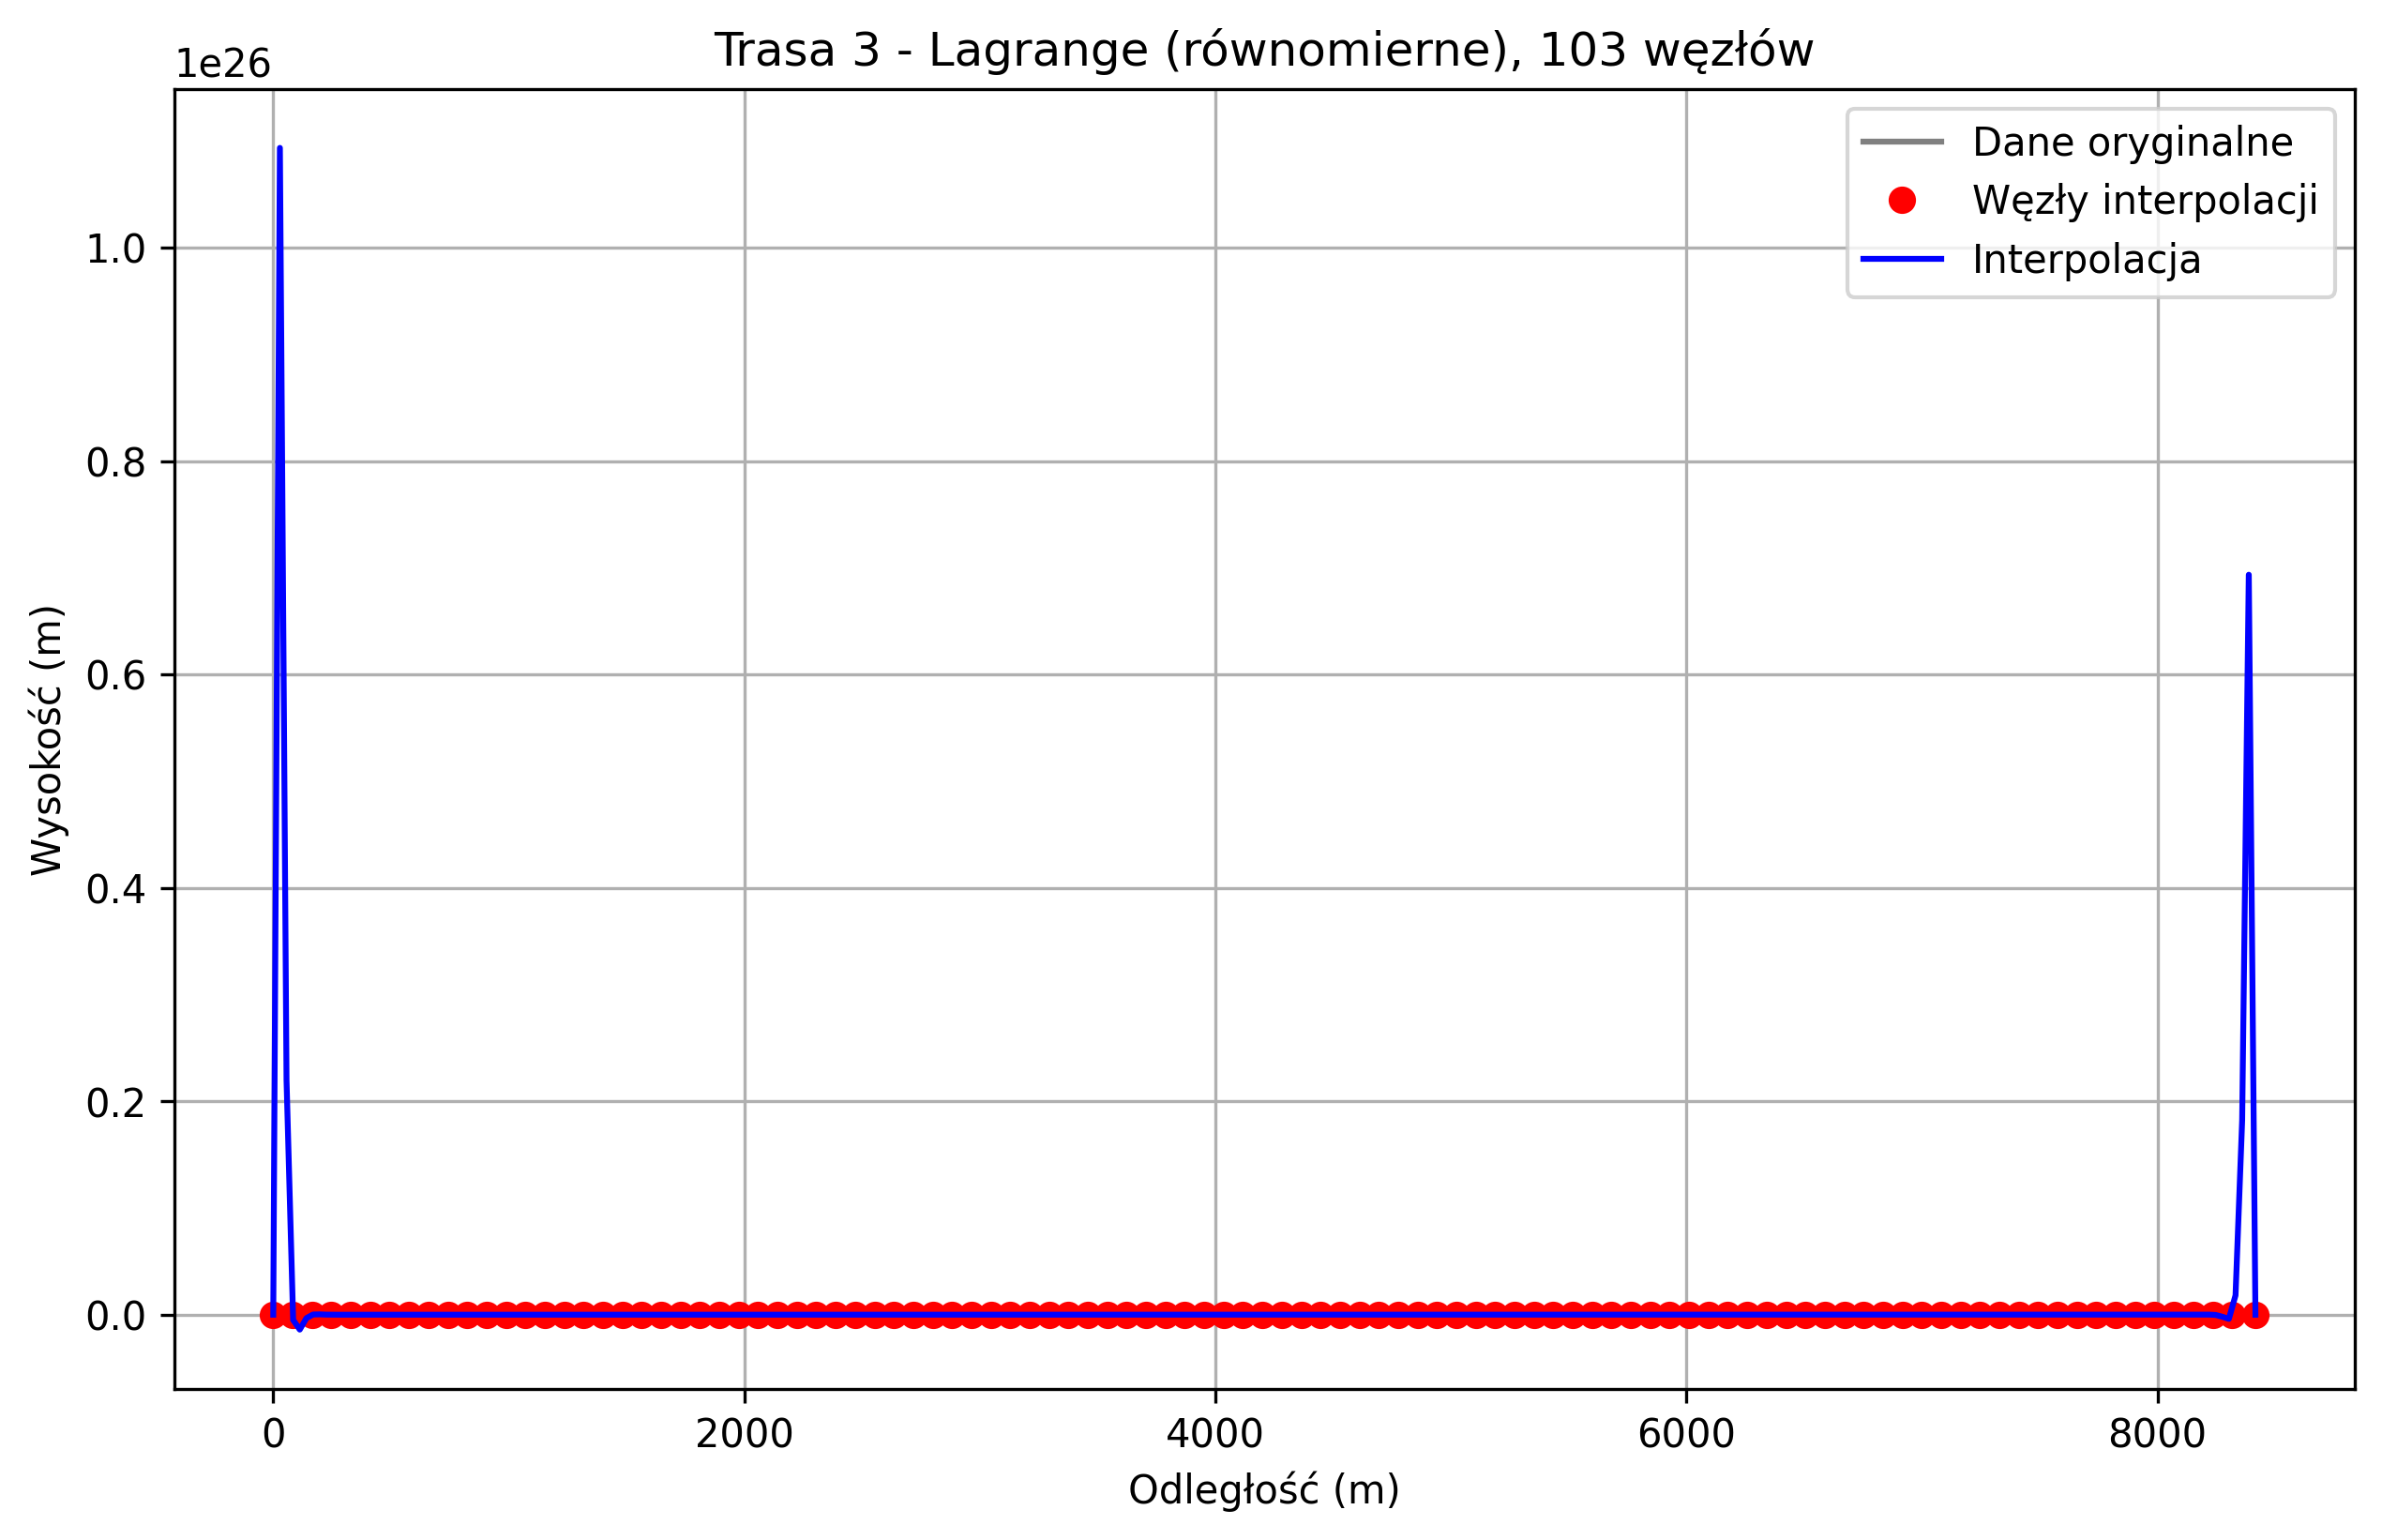 Trasa 3 - Lagrange (równomierne), 103 węzłów
1e26
Dane oryginalne
Węzły interpolacji
Interpolacja
1.0
0.8
0.6
0.4
0.2
0.0
Wysokość (m)
0 2000 4000 6000 8000
Odległość (m)